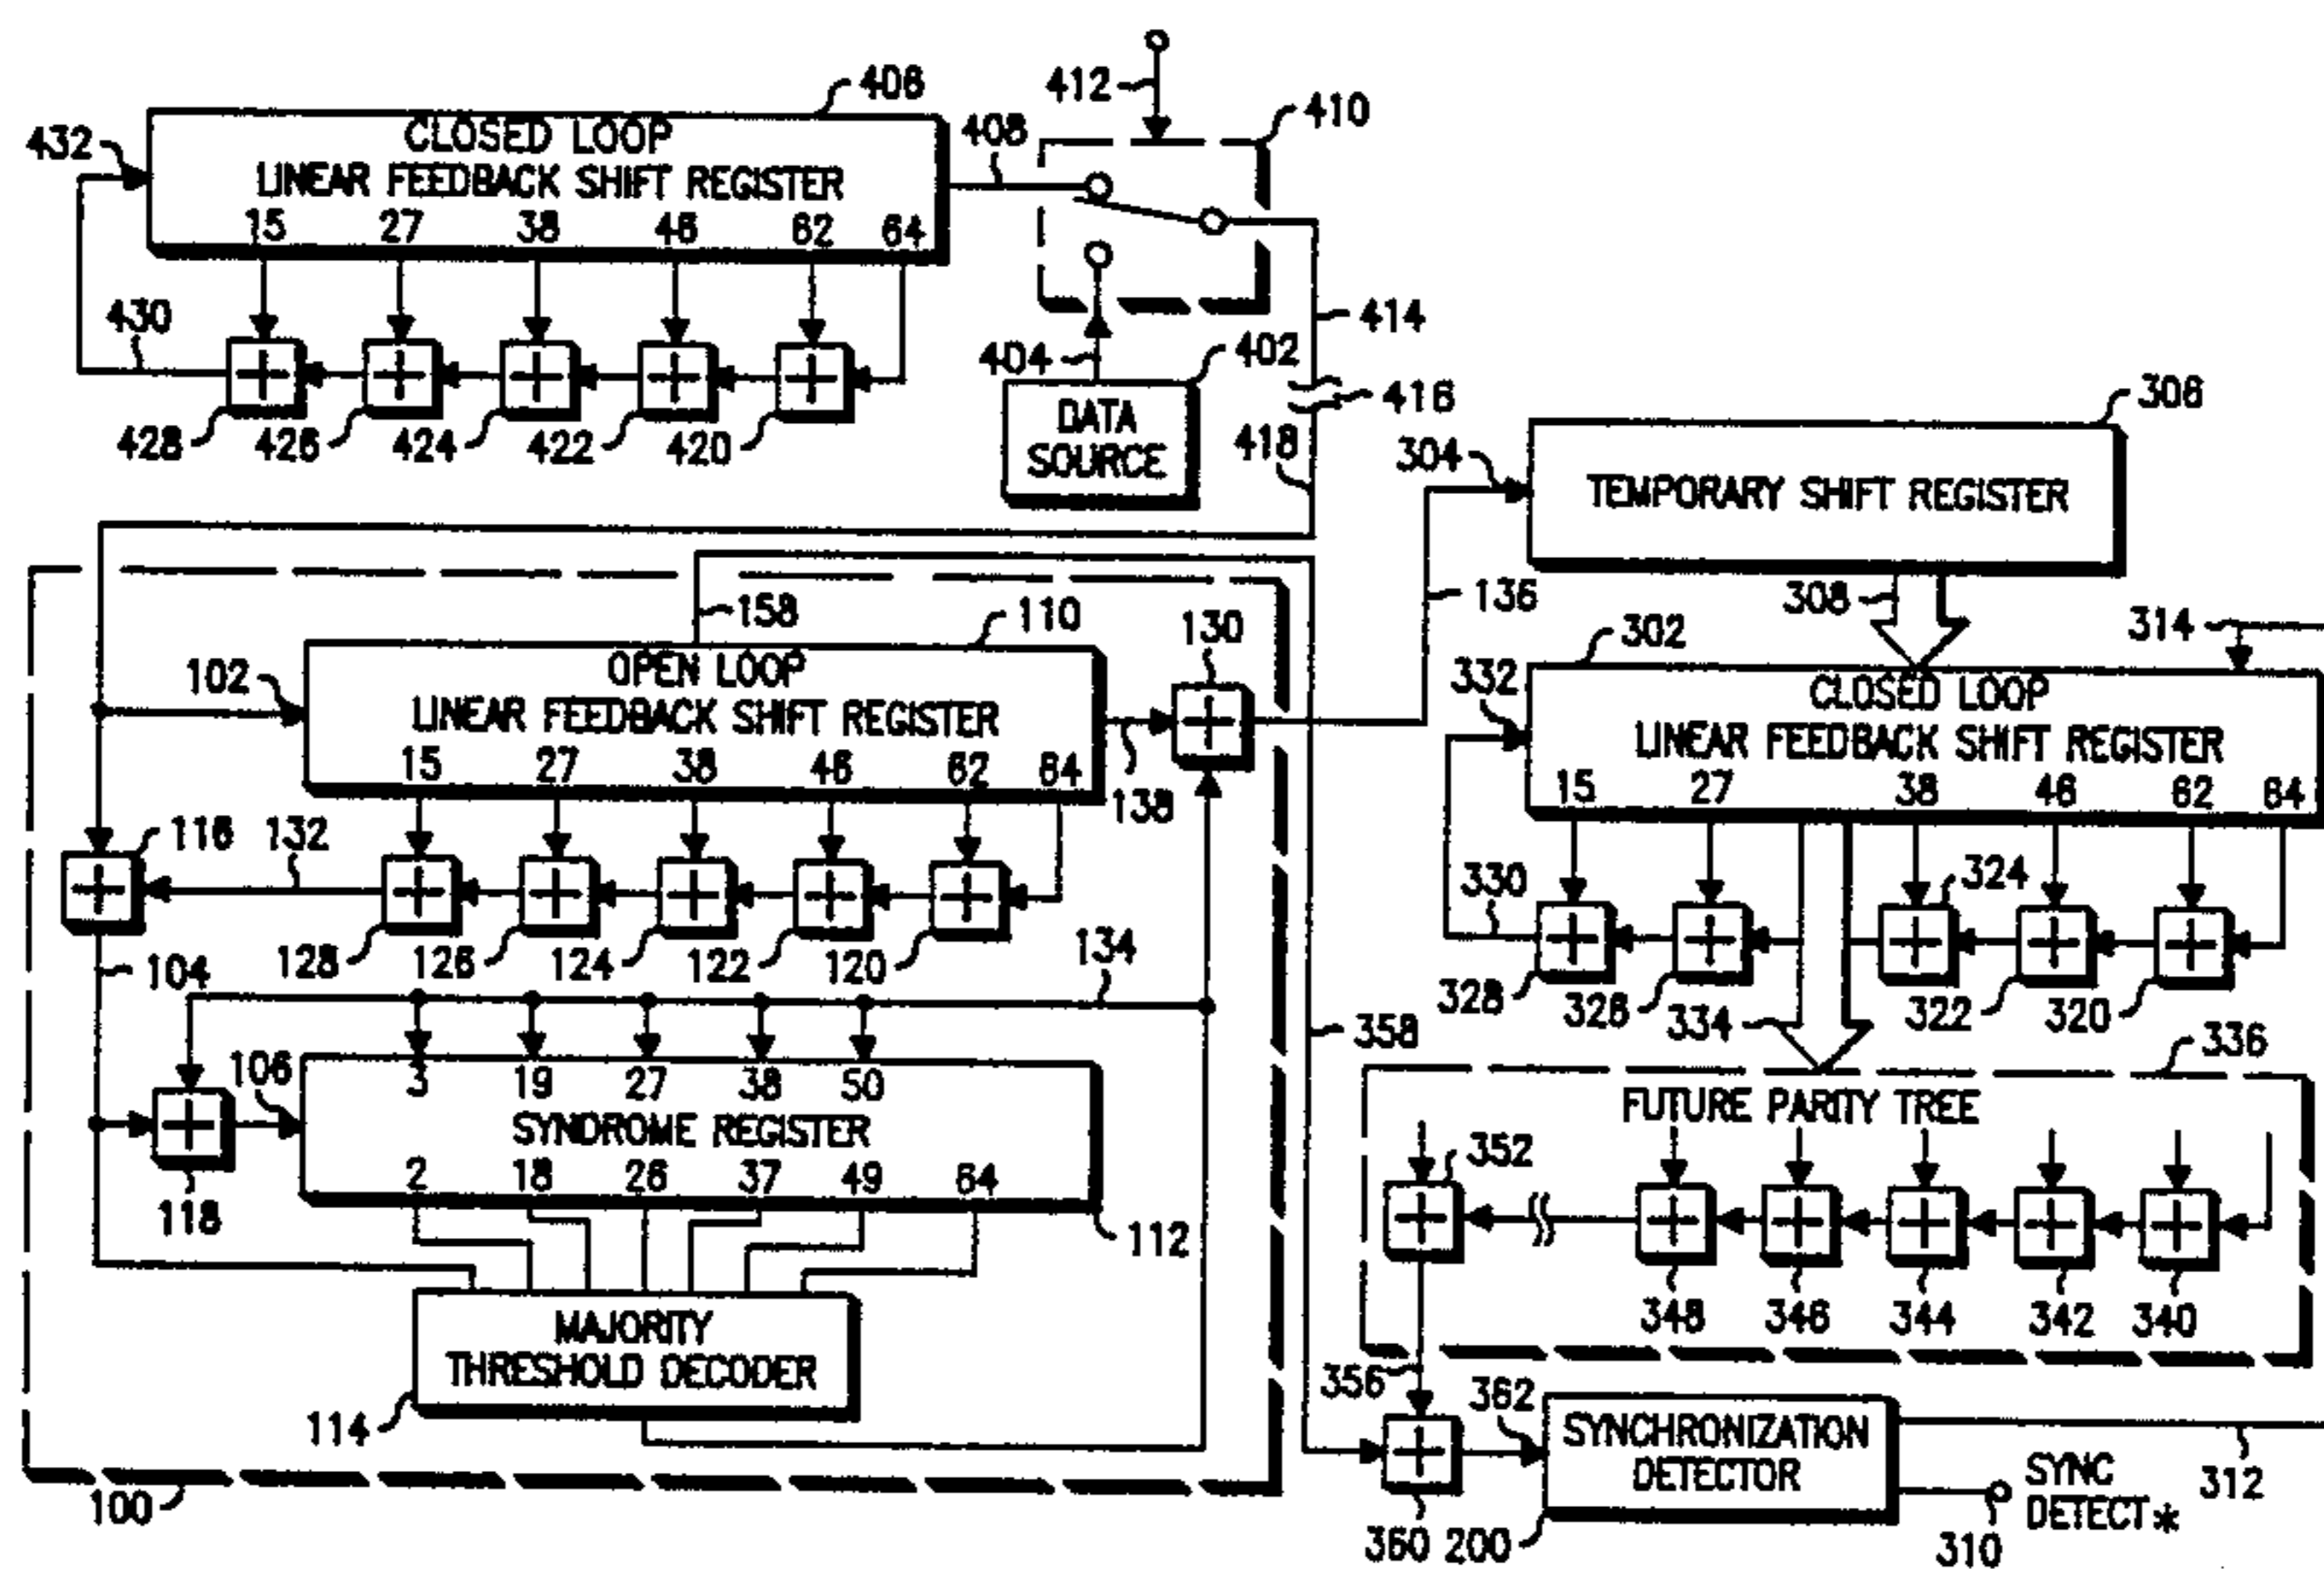 412
406
410
432
CLOSED LOOP
LINEAR FEEDBACK SHIFT REGISTER
408
15 27 38 46 62 64
430
414
404
402
416
428 426 424 422 420
DATA
SOURCE
418
304
306
TEMPORARY SHIFT REGISTER
136
308
158
110
130
314
302
102
OPEN LOOP
LINEAR FEEDBACK SHIFT REGISTER
15 27 38 46 62 64
138
332
CLOSED LOOP
LINEAR FEEDBACK SHIFT REGISTER
15 27 38 46 62 64
116
132
330
324
128 126 124 122 120
134
104
328 326 334 322 320
358
336
106
3 19 27 38 50
SYNDROME REGISTER
2 18 26 37 49 64
118
112
FUTURE PARITY TREE
352
348 346 344 342 340
MAJORITY
THRESHOLD DECODER
114
356
362
SYNCHRONIZATION
DETECTOR
312
SYNC
DETECT*
100
360 200
310